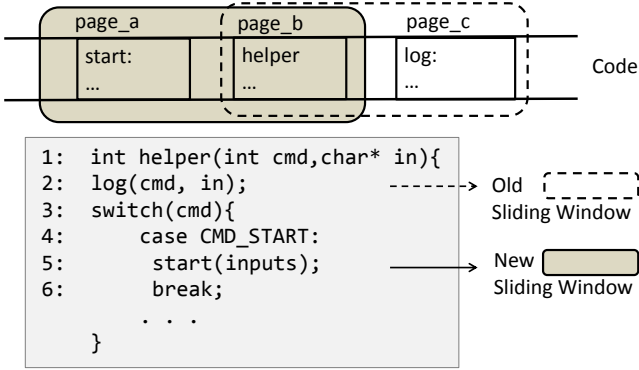 page_a page_b page_c
start: helper log:
... ... ...
Code
1: int helper(int cmd,char* in){
2: log(cmd, in);
3: switch(cmd){
4: case CMD_START:
5: start(inputs);
6: break;
. . .
}
Old
Sliding Window
New
Sliding Window